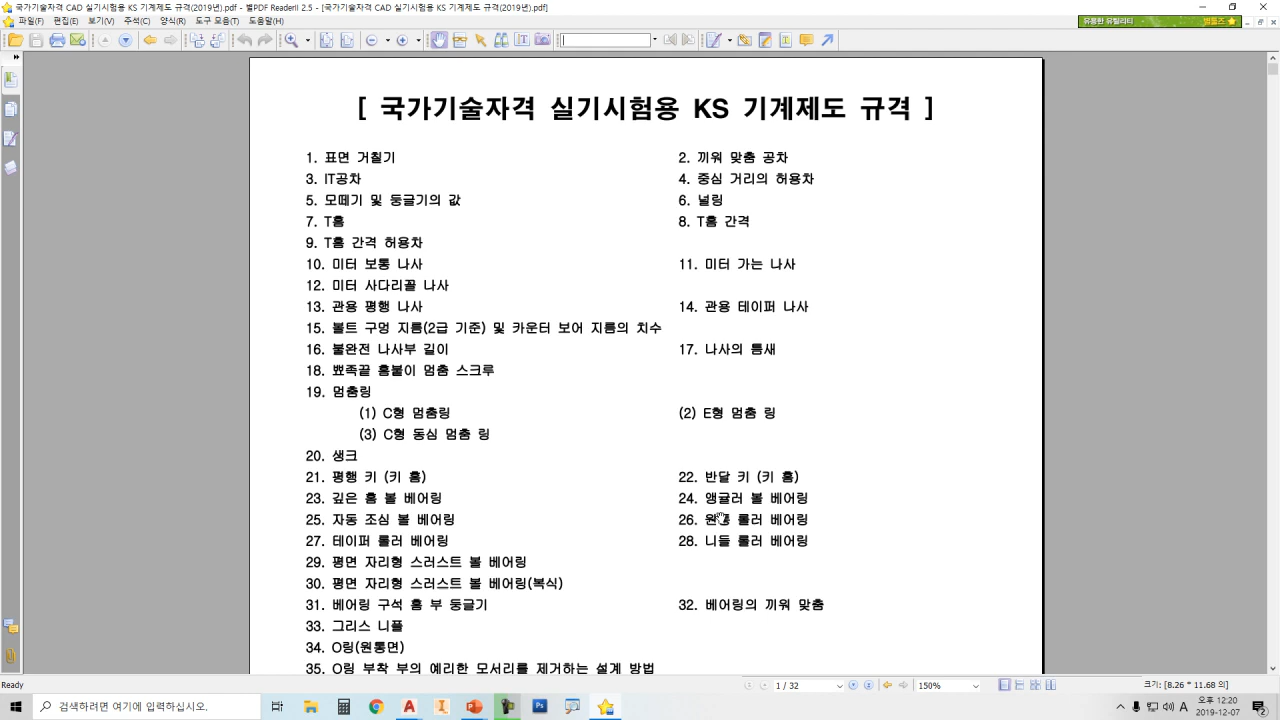 국가기술자격 CAD 실기시험용 KS 기계제도 규격(2019년).pdf - 별PDF Reader || 2.5 - [국가기술자격 CAD 실기시험용 KS 기계제도 규격(2019년).pdf]
파일(F) 편집(E) 보기(V) 주석(C) 양식(R) 도구 모음(T) 도움말(H)
유용한 유틸리티 별툴즈
[ 국가기술자격 실기시험용 KS 기계제도 규격 ]
1. 표면 거칠기 2. 끼워 맞춤 공차
3. IT공차 4. 중심 거리의 허용차
5. 모떼기 및 둥글기의 값 6. 널링
7. T홈 8. T홈 간격
9. T홈 간격 허용차
10. 미터 보통 나사 11. 미터 가는 나사
12. 미터 사다리꼴 나사
13. 관용 평행 나사 14. 관용 테이퍼 나사
15. 볼트 구멍 지름(2급 기준) 및 카운터 보어 지름의 치수
16. 불완전 나사부 길이 17. 나사의 틈새
18. 뾰족끝 홈붙이 멈춤 스크루
19. 멈춤링
(1) C형 멈춤링 (2) E형 멈춤 링
(3) C형 동심 멈춤 링
20. 생크
21. 평행 키 (키 홈) 22. 반달 키 (키 홈)
23. 깊은 홈 볼 베어링 24. 앵귤러 볼 베어링
25. 자동 조심 볼 베어링 26. 원통 롤러 베어링
27. 테이퍼 롤러 베어링 28. 니들 롤러 베어링
29. 평면 자리형 스러스트 볼 베어링
30. 평면 자리형 스러스트 볼 베어링(복식)
31. 베어링 구석 홈 부 둥글기 32. 베어링의 끼워 맞춤
33. 그리스 니플
34. O링(원통면)
35. O링 부착 부의 예리한 모서리를 제거하는 설계 방법
Ready 1 / 32 150% 크기: [8.26 * 11.68 의]
검색하려면 여기에 입력하십시오. A 오후 12:20
2019-12-07